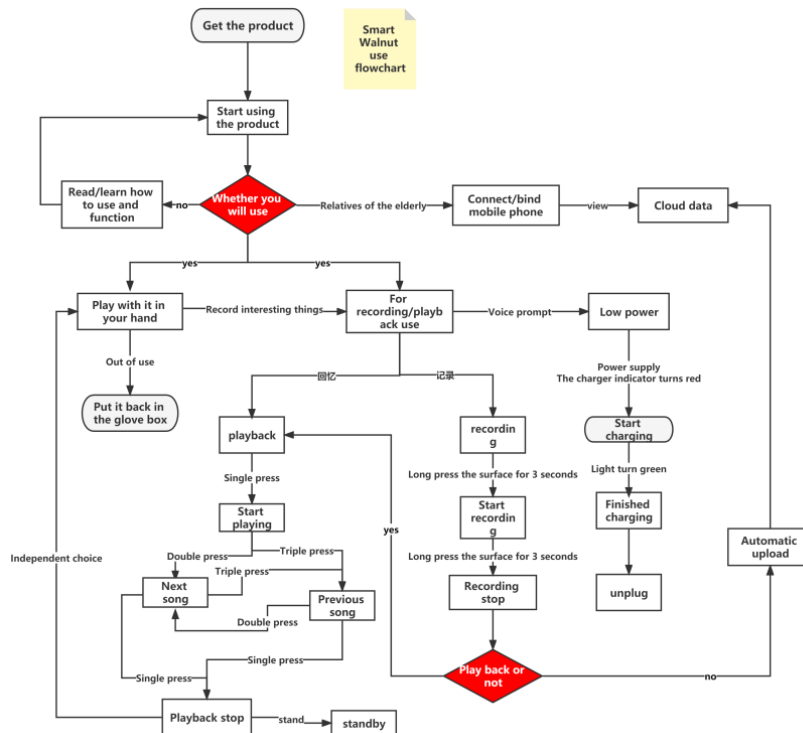 Get the product
Smart
Walnut
use
flowchart
Start using
the product
Read/learn how
to use and
function
no
Whether you
will use
Relatives of the elderly
Connect/bind
mobile phone
view
Cloud data
yes
yes
Play with it in
your hand
Record interesting things
For
recording/playb
ack use
Voice prompt
Low power
Out of use
Power supply
The charger indicator turns red
回忆
记录
Put it back in
the glove box
playback
recordin
g
Start
charging
Single press
Long press the surface for 3 seconds
Light turn green
Start
playing
Start
recordin
g
Finished
charging
yes
Independent choice
Double press
Triple press
Long press the surface for 3 seconds
Automatic
upload
Next
song
Triple press
Previous
song
Recording
stop
unplug
Double press
Single press
Play back or
not
no
Single press
Playback stop
stand
standby